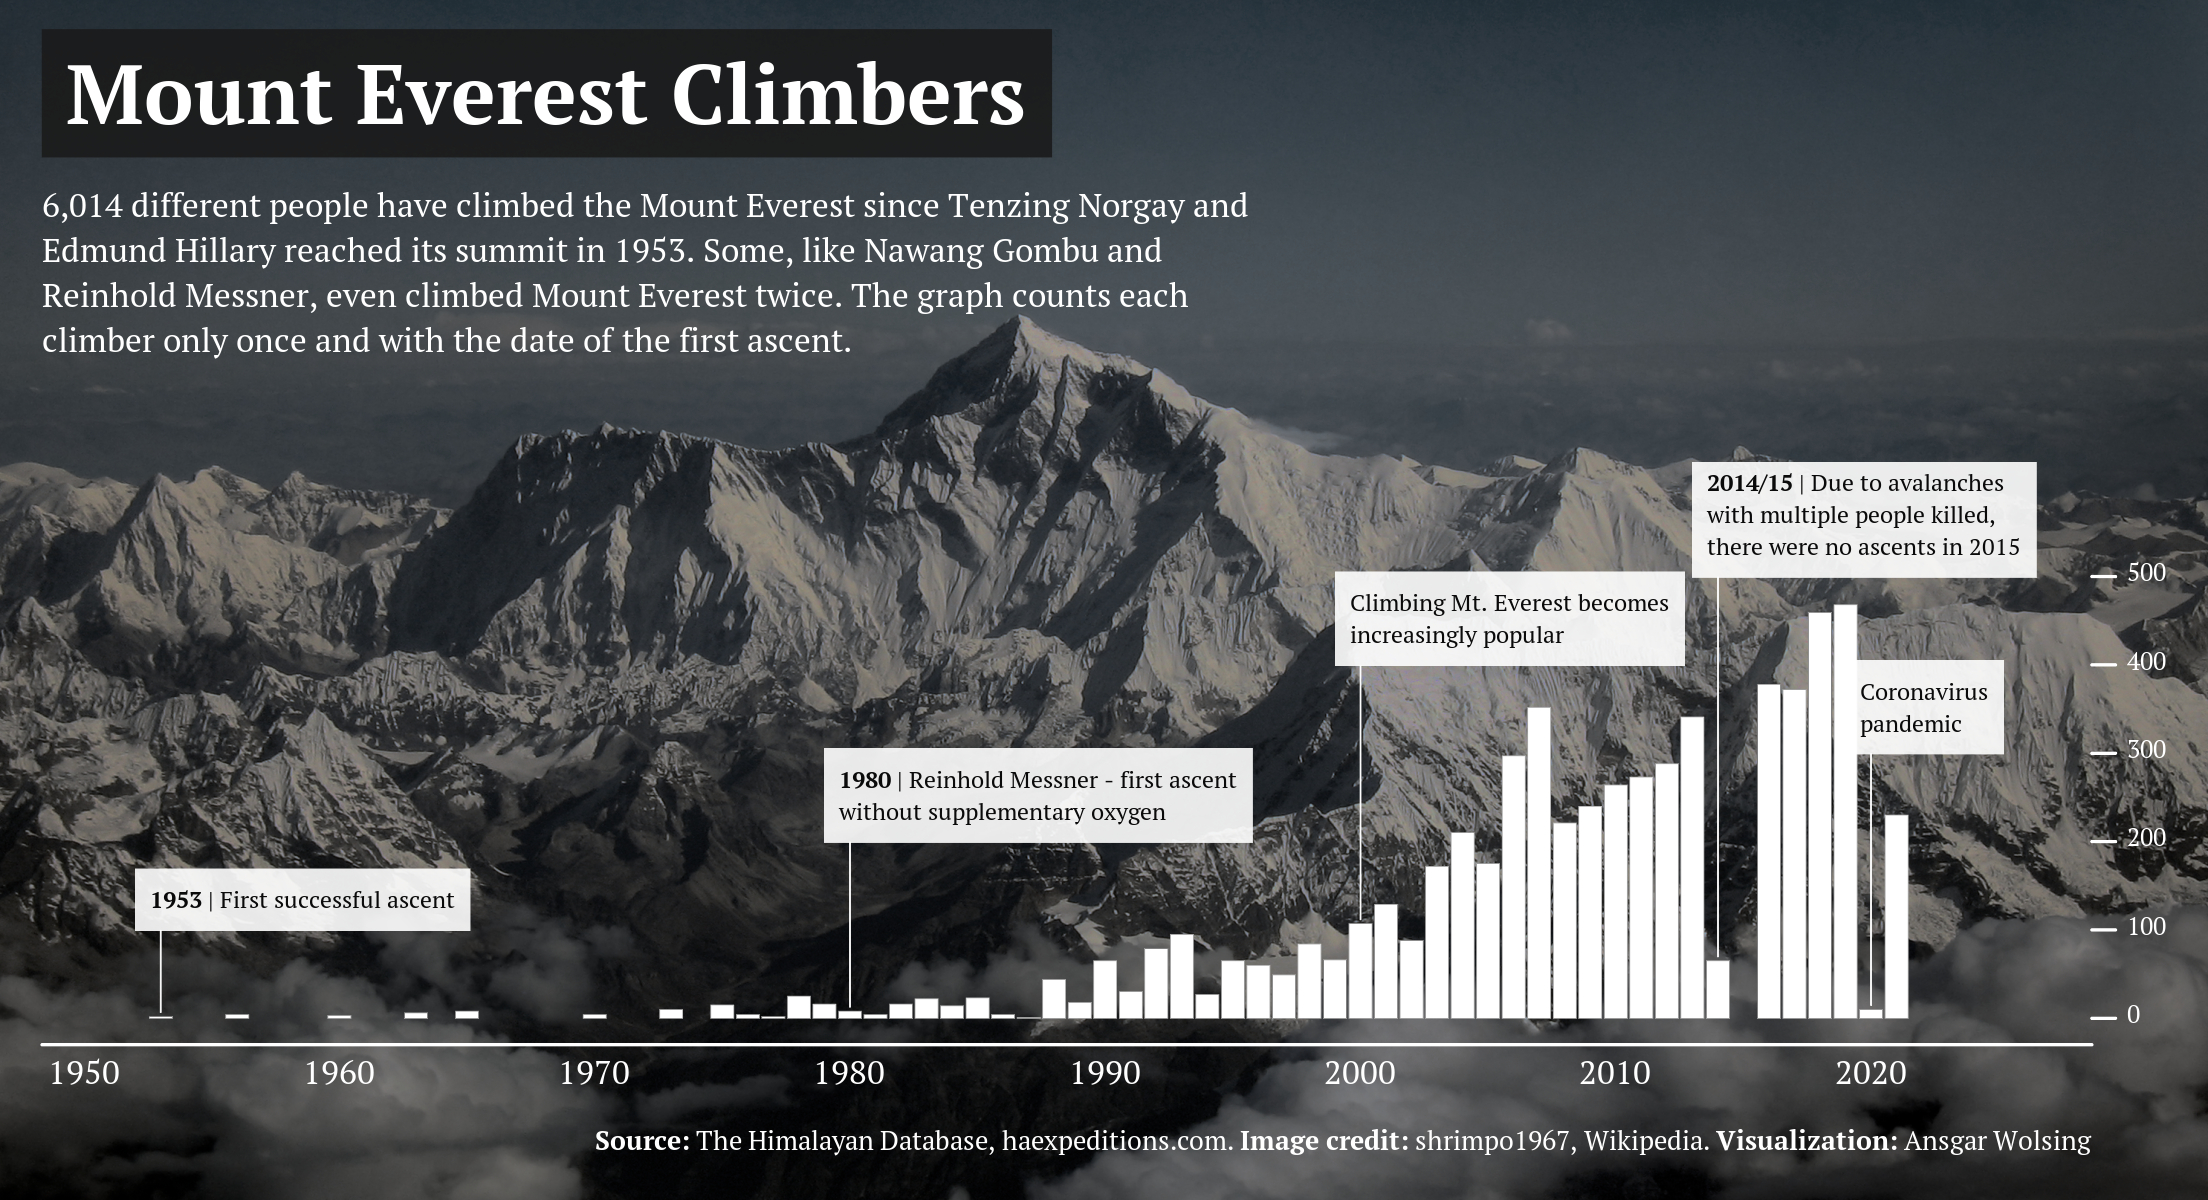 Mount Everest Climbers
6,014 different people have climbed the Mount Everest since Tenzing Norgay and
Edmund Hillary reached its summit in 1953. Some, like Nawang Gombu and
Reinhold Messner, even climbed Mount Everest twice. The graph counts each
climber only once and with the date of the first ascent.
2014/15 | Due to avalanches
with multiple people killed,
there were no ascents in 2015
Climbing Mt. Everest becomes
increasingly popular
Coronavirus
pandemic
1980 | Reinhold Messner - first ascent
without supplementary oxygen
1953 | First successful ascent
500
400
300
200
100
0
1950 1960 1970 1980 1990 2000 2010 2020
Source: The Himalayan Database, haexpeditions.com. Image credit: shrimpo1967, Wikipedia. Visualization: Ansgar Wolsing